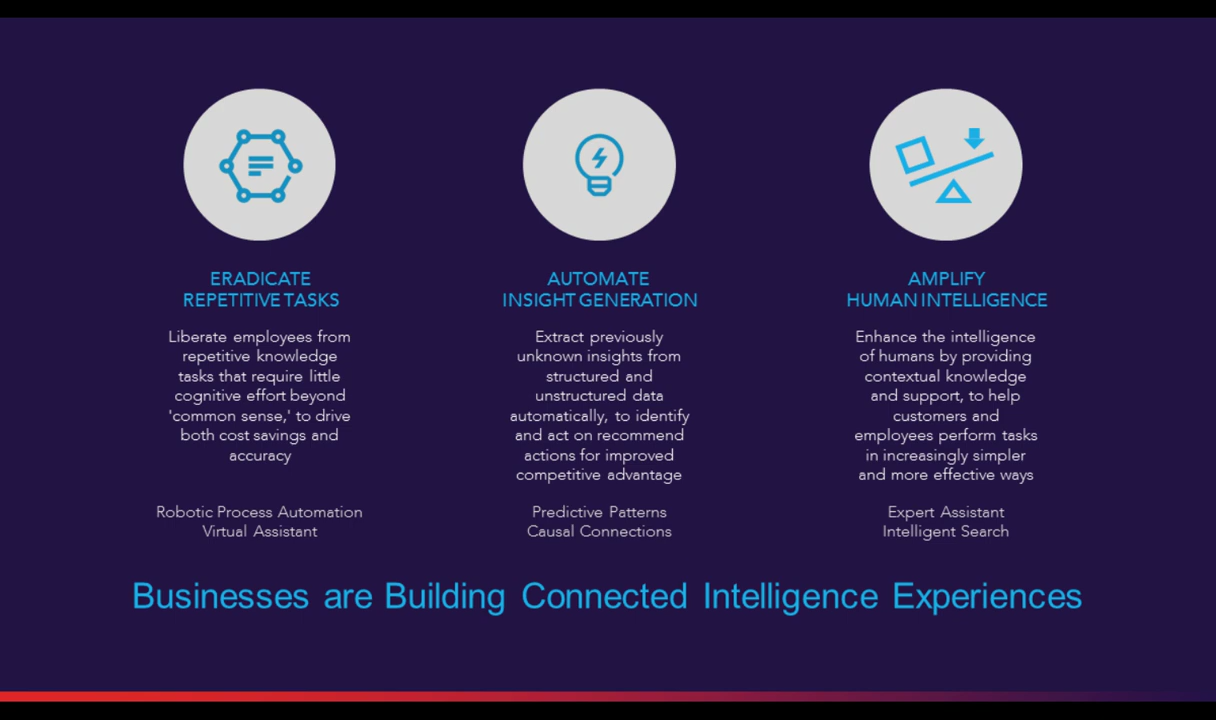 ERADICATE
REPETITIVE TASKS
Liberate employees from
repetitive knowledge
tasks that require little
cognitive effort beyond
'common sense,' to drive
both cost savings and
accuracy
Robotic Process Automation
Virtual Assistant
AUTOMATE
INSIGHT GENERATION
Extract previously
unknown insights from
structured and
unstructured data
automatically, to identify
and act on recommend
actions for improved
competitive advantage
Predictive Patterns
Causal Connections
AMPLIFY
HUMAN INTELLIGENCE
Enhance the intelligence
of humans by providing
contextual knowledge
and support, to help
customers and
employees perform tasks
in increasingly simpler
and more effective ways
Expert Assistant
Intelligent Search
Businesses are Building Connected Intelligence Experiences